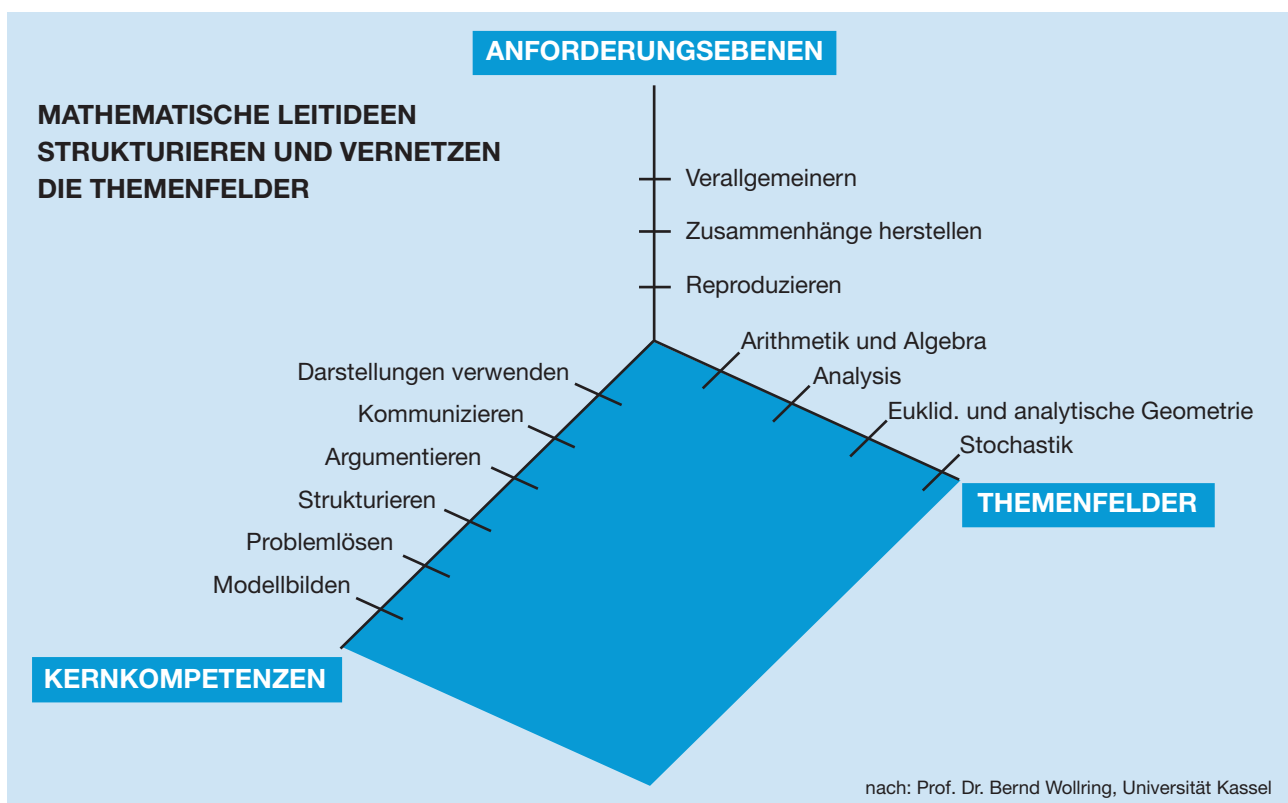 ANFORDERUNGSEBENEN
MATHEMATISCHE LEITIDEEN
STRUKTURIEREN UND VERNETZEN
DIE THEMENFELDER
Verallgemeinern
Zusammenhänge herstellen
Reproduzieren
Arithmetik und Algebra
Analysis
Euklid. und analytische Geometrie
Stochastik
THEMENFELDER
Darstellungen verwenden
Kommunizieren
Argumentieren
Strukturieren
Problemlösen
Modellbilden
KERNKOMPETENZEN
nach: Prof. Dr. Bernd Wollring, Universität Kassel